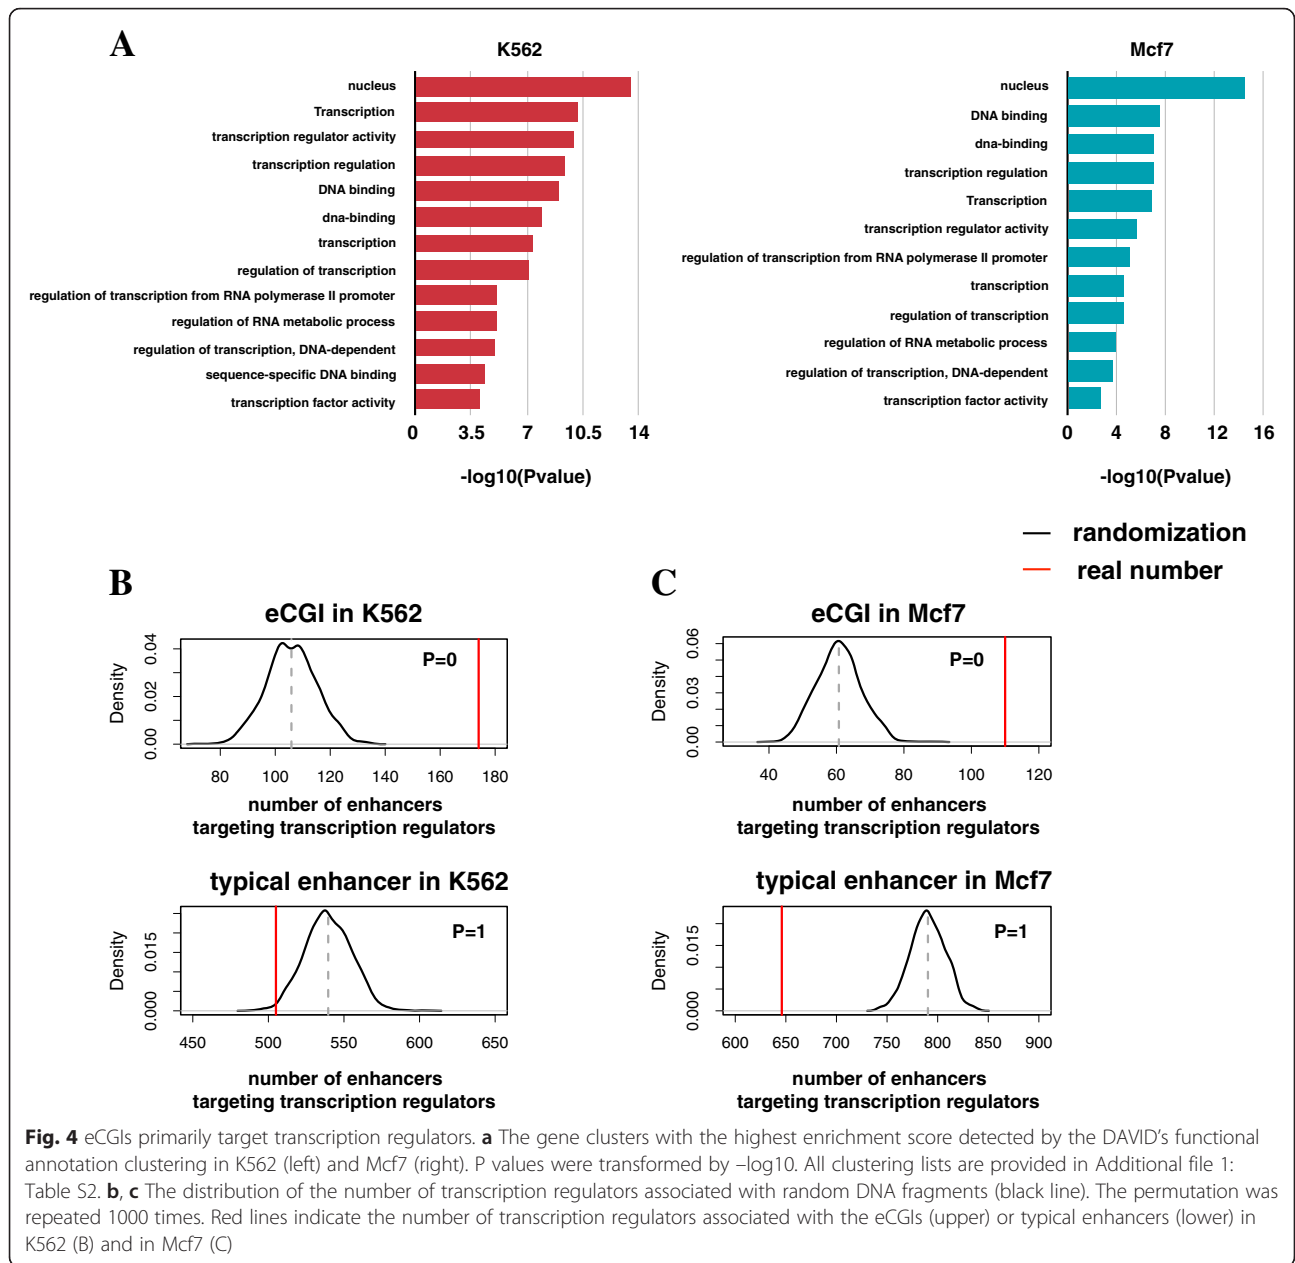 A
K562
nucleus
Transcription
transcription regulator activity
transcription regulation
DNA binding
dna-binding
transcription
regulation of transcription
regulation of transcription from RNA polymerase II promoter
regulation of RNA metabolic process
regulation of transcription, DNA-dependent
sequence-specific DNA binding
transcription factor activity
0 3.5 7 10.5 14
-log10(Pvalue)
Mcf7
nucleus
DNA binding
dna-binding
transcription regulation
Transcription
transcription regulator activity
regulation of transcription from RNA polymerase II promoter
transcription
regulation of transcription
regulation of RNA metabolic process
regulation of transcription, DNA-dependent
transcription factor activity
0 4 8 12 16
-log10(Pvalue)
randomization
real number
B
eCGI in K562
P=0
Density
0.00 0.02 0.04
80 100 120 140 160 180
number of enhancers
targeting transcription regulators
typical enhancer in K562
P=1
Density
0.000 0.015
450 500 550 600 650
number of enhancers
targeting transcription regulators
C
eCGI in Mcf7
P=0
Density
0.00 0.03 0.06
40 60 80 100 120
number of enhancers
targeting transcription regulators
typical enhancer in Mcf7
P=1
Density
0.000 0.015
600 650 700 750 800 850 900
number of enhancers
targeting transcription regulators
Fig. 4 eCGIs primarily target transcription regulators. a The gene clusters with the highest enrichment score detected by the DAVID's functional
annotation clustering in K562 (left) and Mcf7 (right). P values were transformed by –log10. All clustering lists are provided in Additional file 1:
Table S2. b, c The distribution of the number of transcription regulators associated with random DNA fragments (black line). The permutation was
repeated 1000 times. Red lines indicate the number of transcription regulators associated with the eCGIs (upper) or typical enhancers (lower) in
K562 (B) and in Mcf7 (C)